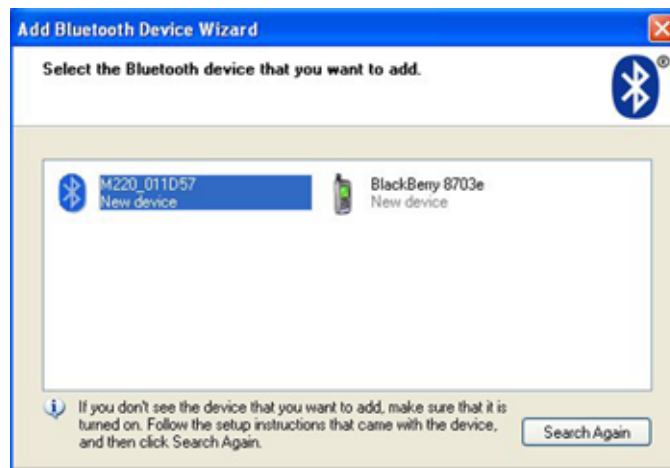 Add Bluetooth Device Wizard
Select the Bluetooth device that you want to add.
®
M220_011D57
New device
BlackBerry 8703e
New device
If you don't see the device that you want to add, make sure that it is
turned on. Follow the setup instructions that came with the device,
and then click Search Again.
Search Again